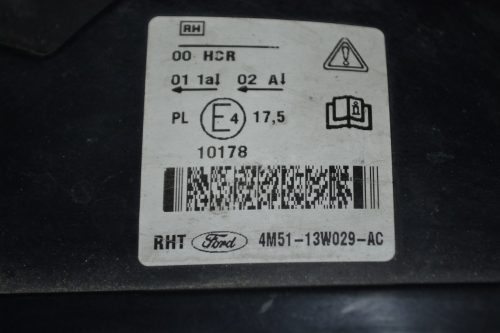 RH
00 HCR
01 1a↓ 02 A↓
PL E4 17,5
10178
RHT Ford 4M51-13W029-AC